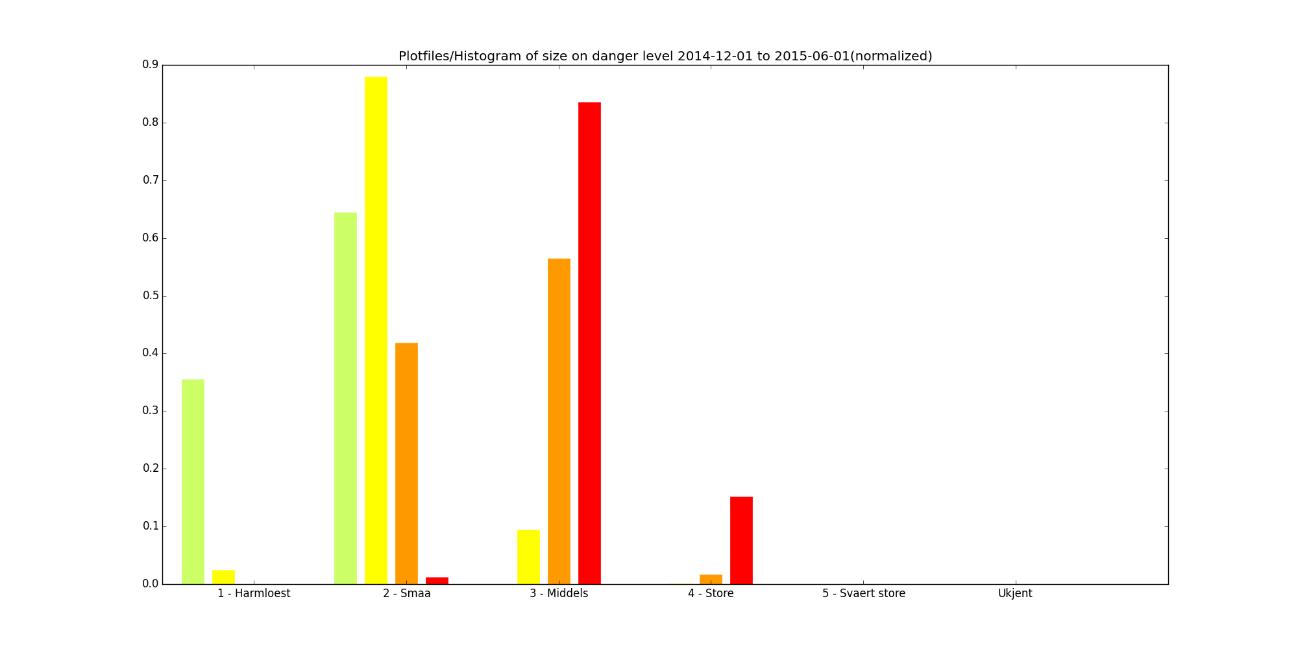 Plotfiles/Histogram of size on danger level 2014-12-01 to 2015-06-01(normalized)
0.9
0.8
0.7
0.6
0.5
0.4
0.3
0.2
0.1
0.0
1 - Harmloest
2 - Smaa
3 - Middels
4 - Store
5 - Svaert store
Ukjent